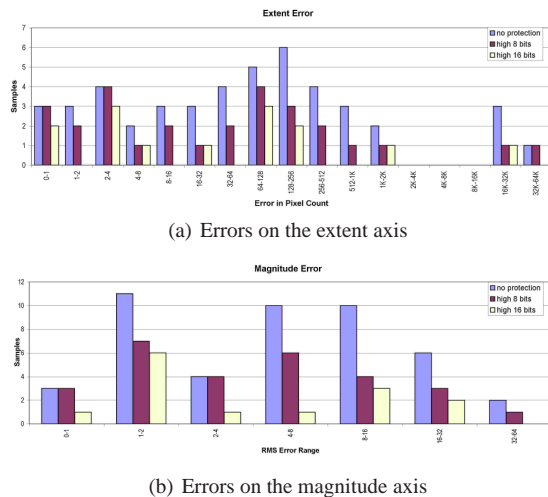 Extent Error
Samples
7
6
5
4
3
2
1
0
no protection
high 8 bits
high 16 bits
0-1
1-2
2-4
4-8
8-16
16-32
32-64
64-128
128-256
256-512
512-1K
1K-2K
2K-4K
4K-8K
8K-16K
16K-32K
32K-64K
Error in Pixel Count
(a) Errors on the extent axis
Magnitude Error
Samples
12
10
8
6
4
2
0
no protection
high 8 bits
high 16 bits
0-1
1-2
2-4
4-8
8-16
16-32
32-64
RMS Error Range
(b) Errors on the magnitude axis